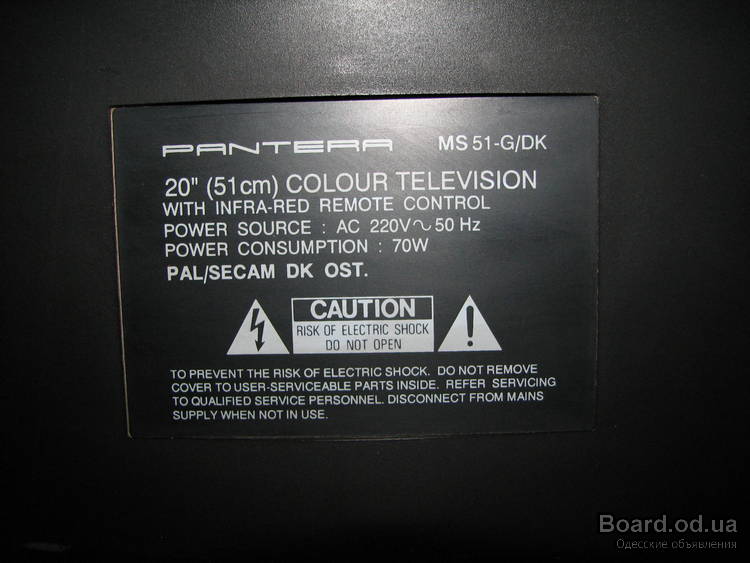 PANTERA MS 51-G/DK
20" (51cm) COLOUR TELEVISION
WITH INFRA-RED REMOTE CONTROL
POWER SOURCE : AC 220V~50 Hz
POWER CONSUMPTION : 70W
PAL/SECAM DK OST.
CAUTION
RISK OF ELECTRIC SHOCK
DO NOT OPEN
TO PREVENT THE RISK OF ELECTRIC SHOCK. DO NOT REMOVE
COVER TO USER-SERVICEABLE PARTS INSIDE. REFER SERVICING
TO QUALIFIED SERVICE PERSONNEL. DISCONNECT FROM MAINS
SUPPLY WHEN NOT IN USE.
Board.od.ua
Одесские объявления